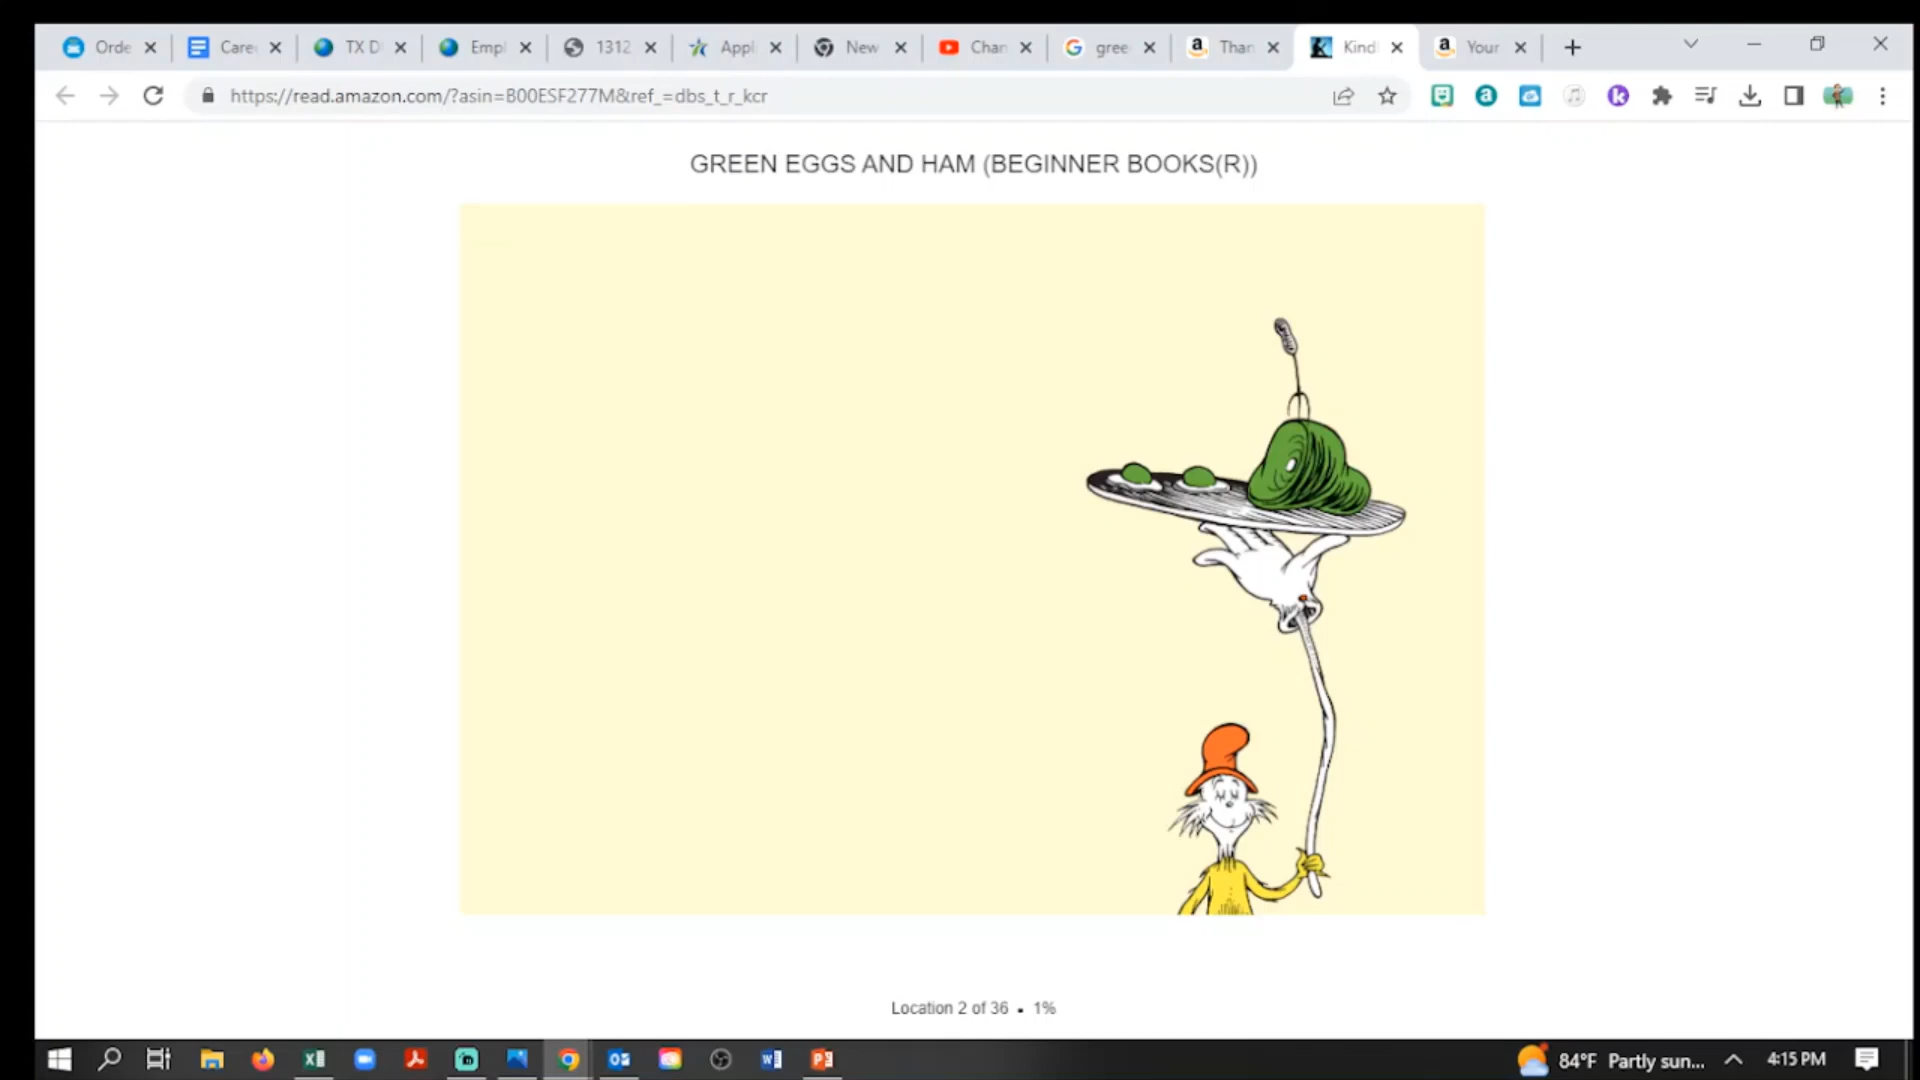 Orde
Care
TX D
Empl
1312
Appli
New
Chan
gree
Than
Kindl
Your
https://read.amazon.com/?asin=B00ESF277M&ref_=dbs_t_r_kcr
GREEN EGGS AND HAM (BEGINNER BOOKS(R))
Location 2 of 36 • 1%
84°F Partly sun... 4:15 PM